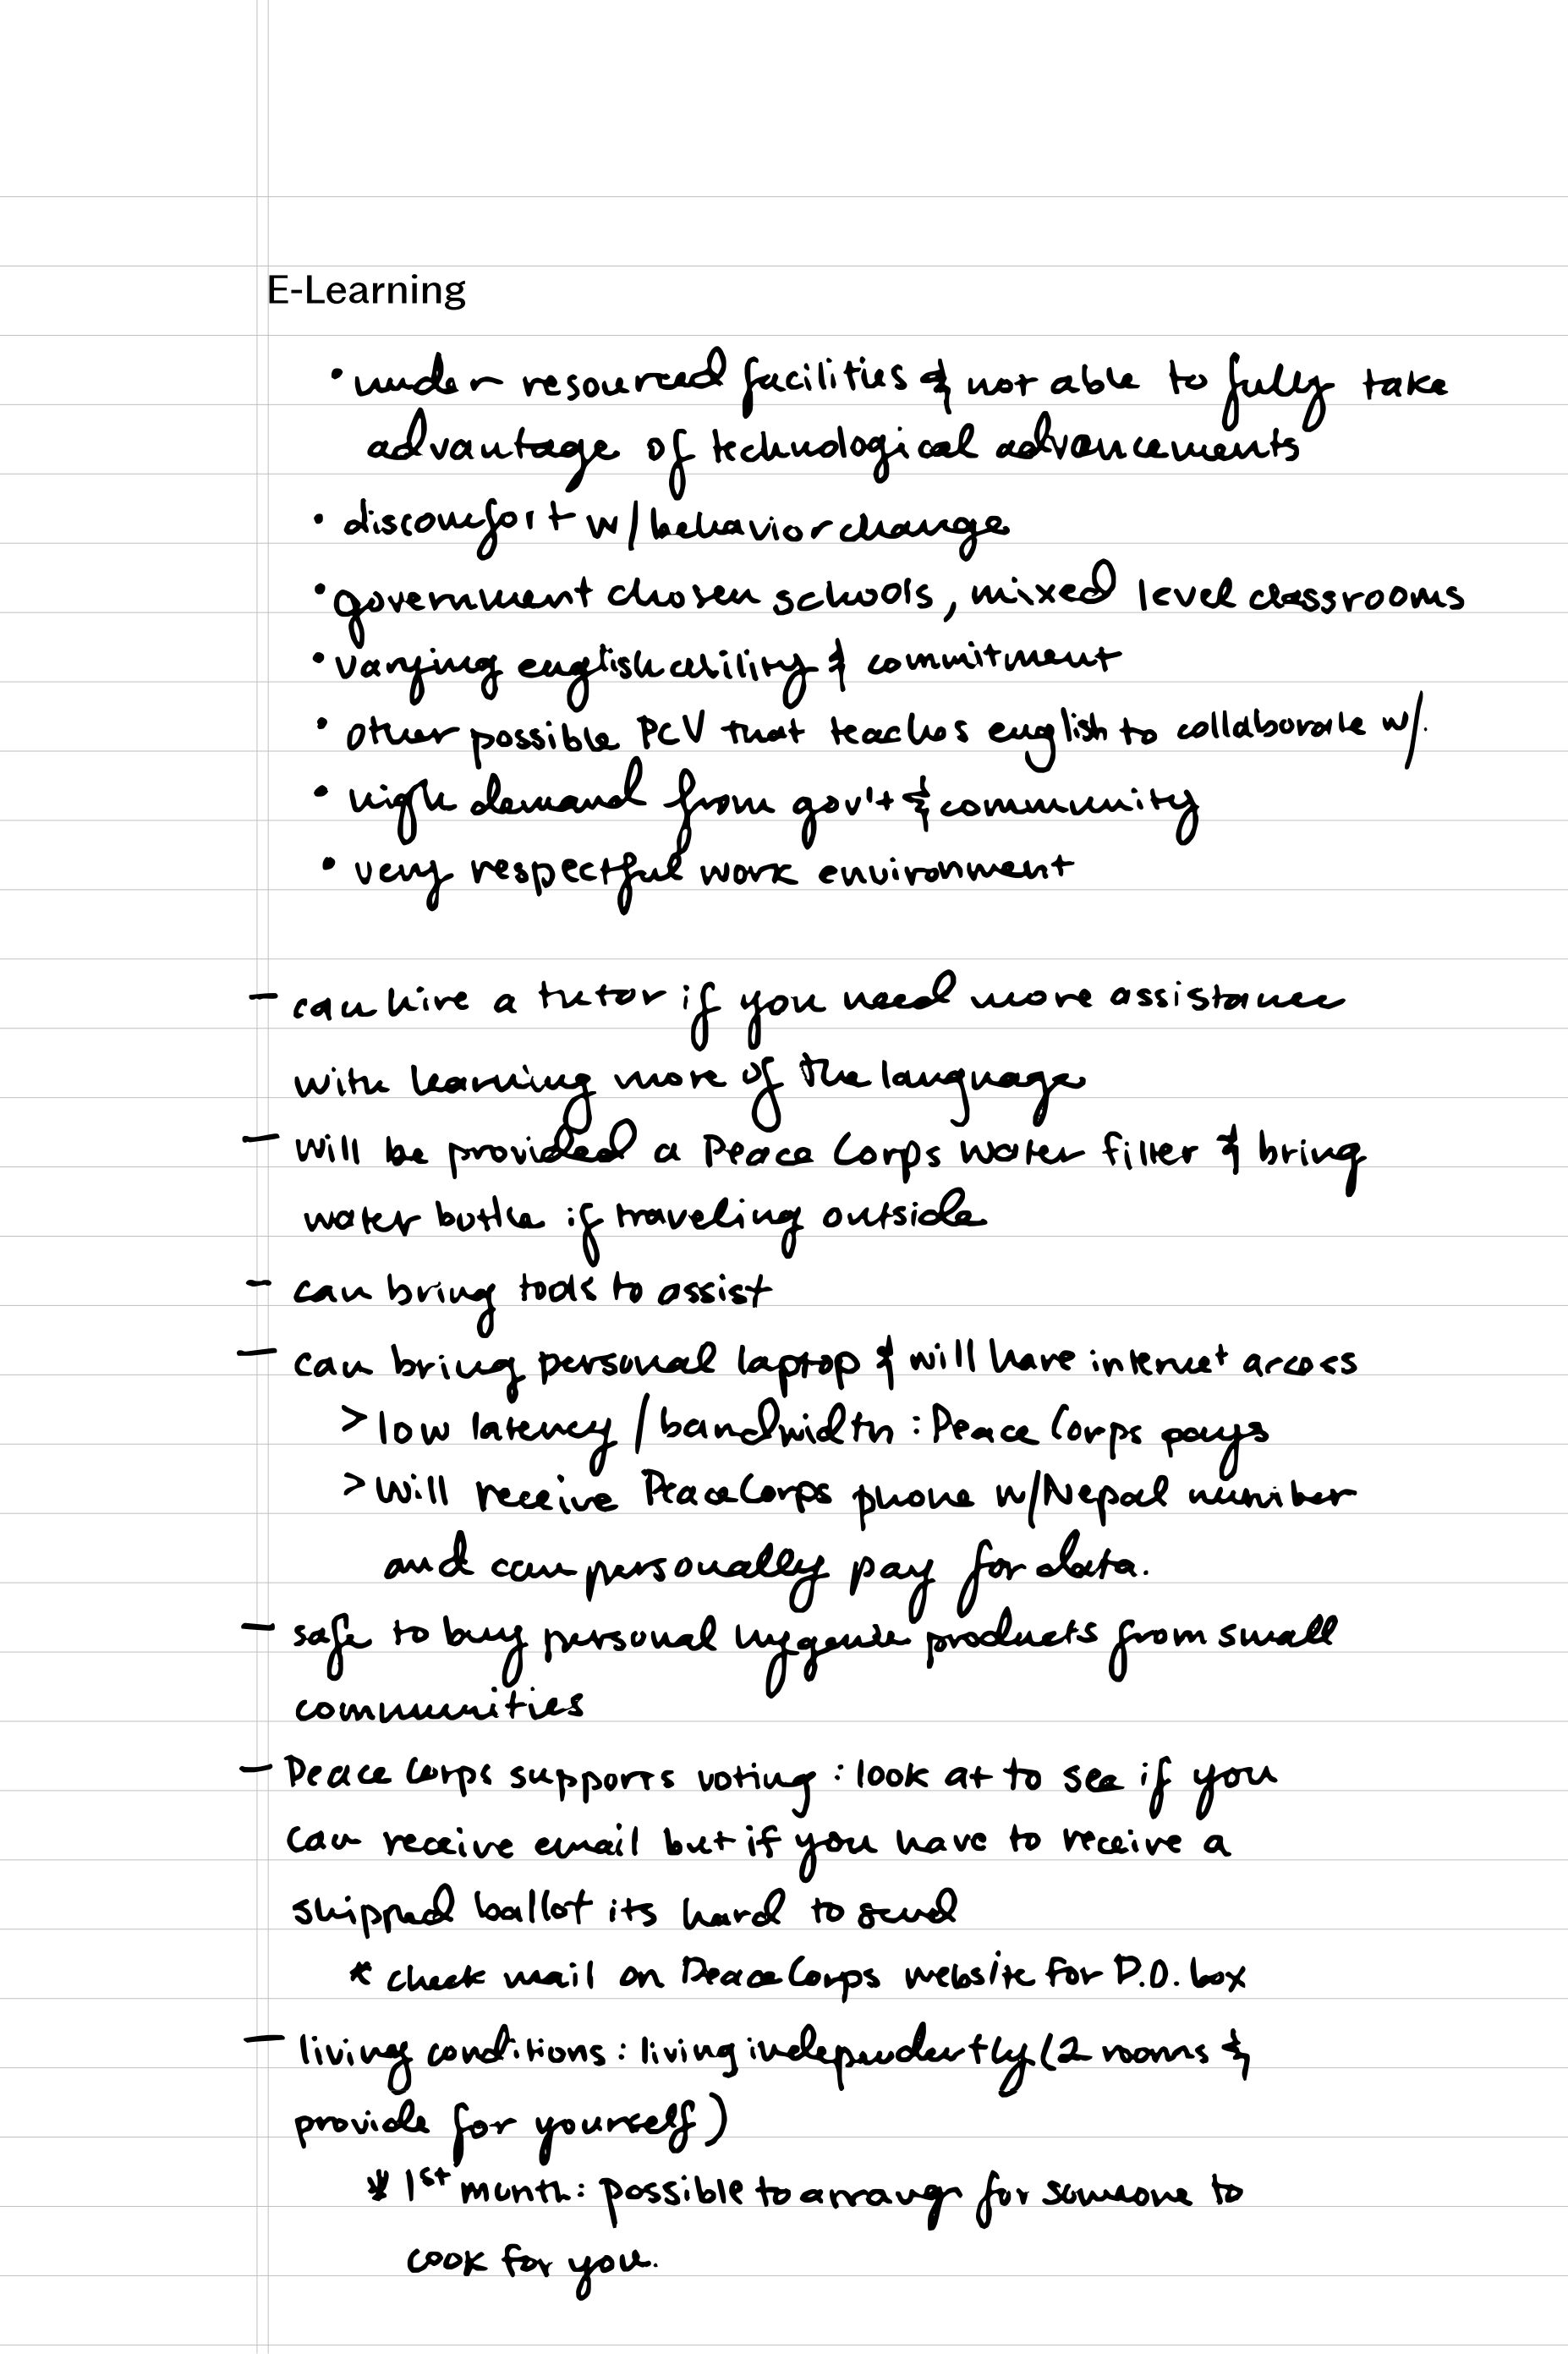 E-Learning
• under resourced facilities & not able to fully take
advantage of technological advancements
• discomfort w/ behavior change
• government chosen schools, mixed level classrooms
• varying english ability & commitment
• other possible PCV that teaches english to collaborate w/.
• high demand from gov't & community
• very respectful work environment
- can hire a tutor if you need more assistance
with learning more of the language
- will be provided a Peace Corps water filter & bring
water bottle if traveling outside
- can bring tools to assist
- can bring personal laptop & will have internet access
> low latency / bandwidth : Peace Corps pays
> will receive Peace Corps phone w/ Nepal number
and can personally pay for data.
- safe to buy personal hygenie products from small
communities
- Peace Corps supports voting : look at to see if you
can receive email but if you have to receive a
shipped ballot its hard to send
* check mail on Peace Corps website for P.O. box
- living conditions : living independently (2 rooms &
provide for yourself)
* 1st month: possible to arrange for someone to
cook for you.